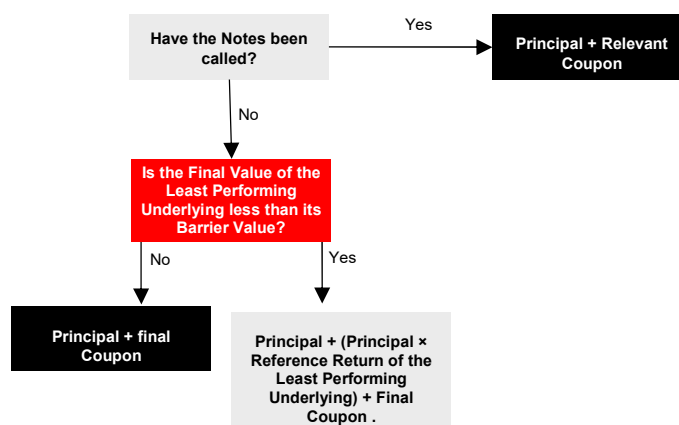 Have the Notes been
called?
Yes
Principal + Relevant
Coupon
No
Is the Final Value of the
Least Performing
Underlying less than its
Barrier Value?
No
Yes
Principal + final
Coupon
Principal + (Principal ×
Reference Return of the
Least Performing
Underlying) + Final
Coupon .